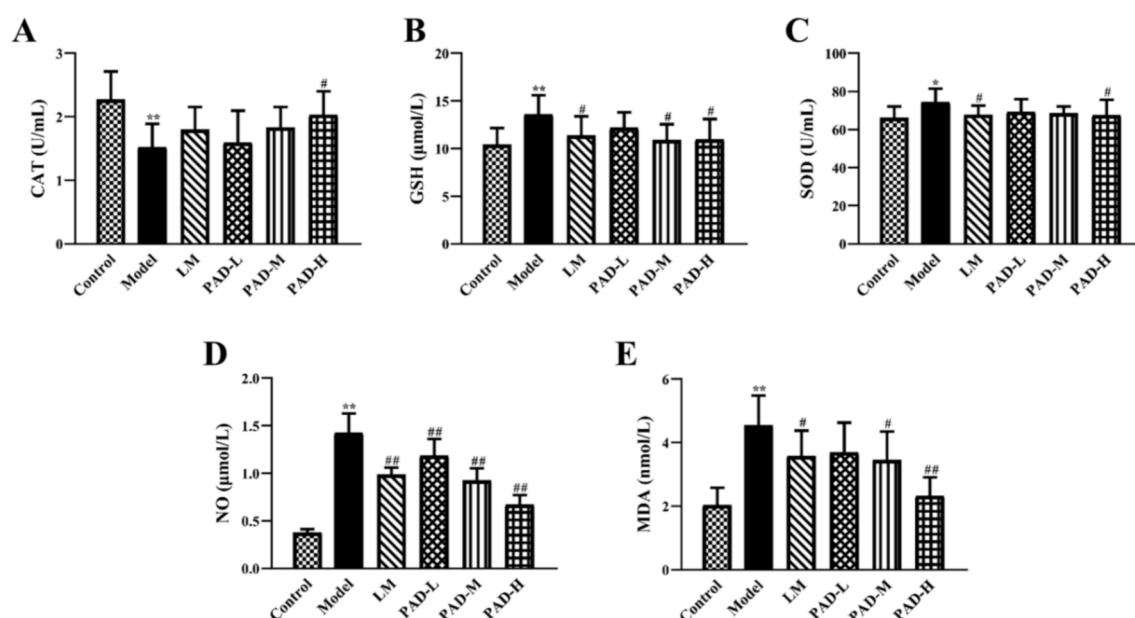 A
CAT (U/mL)
3
2
1
0
**
#
Control
Model
LM
PAD-L
PAD-M
PAD-H
B
GSH (μmol/L)
20
15
10
5
0
**
#
#
#
Control
Model
LM
PAD-L
PAD-M
PAD-H
C
SOD (U/mL)
100
80
60
40
20
0
*
#
#
Control
Model
LM
PAD-L
PAD-M
PAD-H
D
NO (μmol/L)
2.0
1.5
1.0
0.5
0.0
**
##
##
##
##
Control
Model
LM
PAD-L
PAD-M
PAD-H
E
MDA (nmol/L)
6
4
2
0
**
#
#
##
Control
Model
LM
PAD-L
PAD-M
PAD-H